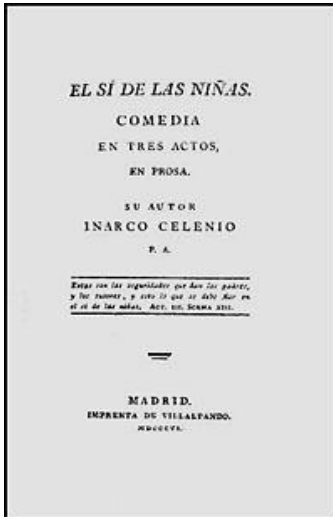 EL SÍ DE LAS NIÑAS.
COMEDIA
EN TRES ACTOS,
EN PROSA.
SU AUTOR
INARCO CELENIO
P. A.
Estas son las seguridades que dan los padres,
y los tutores, y esto lo que se debe fiar en
el sí de las niñas. ACT. III. SCENA XIII.
MADRID.
IMPRENTA DE VILLALPANDO.
MDCCCVI.